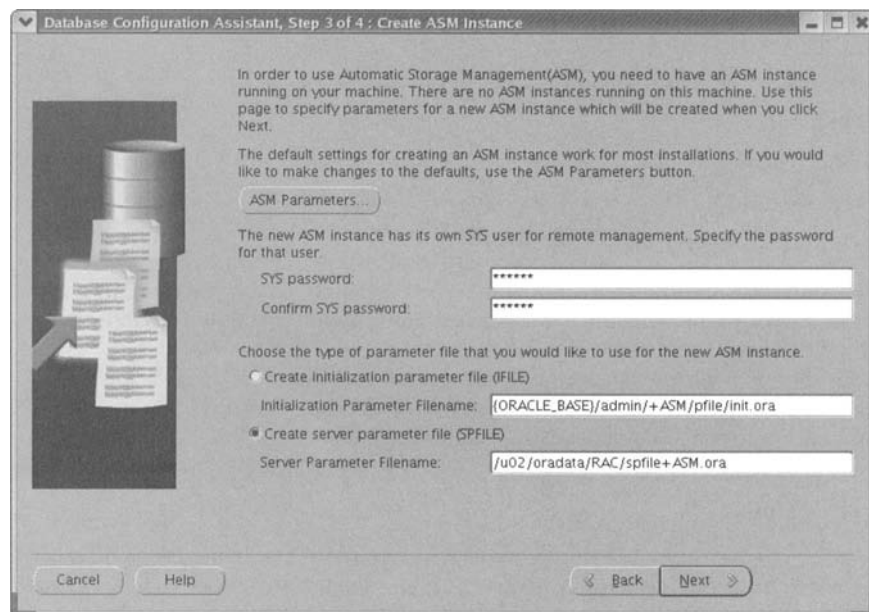 Database Configuration Assistant, Step 3 of 4 : Create ASM Instance
In order to use Automatic Storage Management(ASM), you need to have an ASM instance
running on your machine. There are no ASM instances running on this machine. Use this
page to specify parameters for a new ASM instance which will be created when you click
Next.
The default settings for creating an ASM instance work for most installations. If you would
like to make changes to the defaults, use the ASM Parameters button.
ASM Parameters...
The new ASM instance has its own SYS user for remote management. Specify the password
for that user.
SYS password: ******
Confirm SYS password: ******
Choose the type of parameter file that you would like to use for the new ASM instance.
Create initialization parameter file (IFILE)
Initialization Parameter Filename: {ORACLE_BASE}/admin/+ASM/pfile/init.ora
Create server parameter file (SPFILE)
Server Parameter Filename: /u02/oradata/RAC/spfile+ASM.ora
Cancel Help Back Next